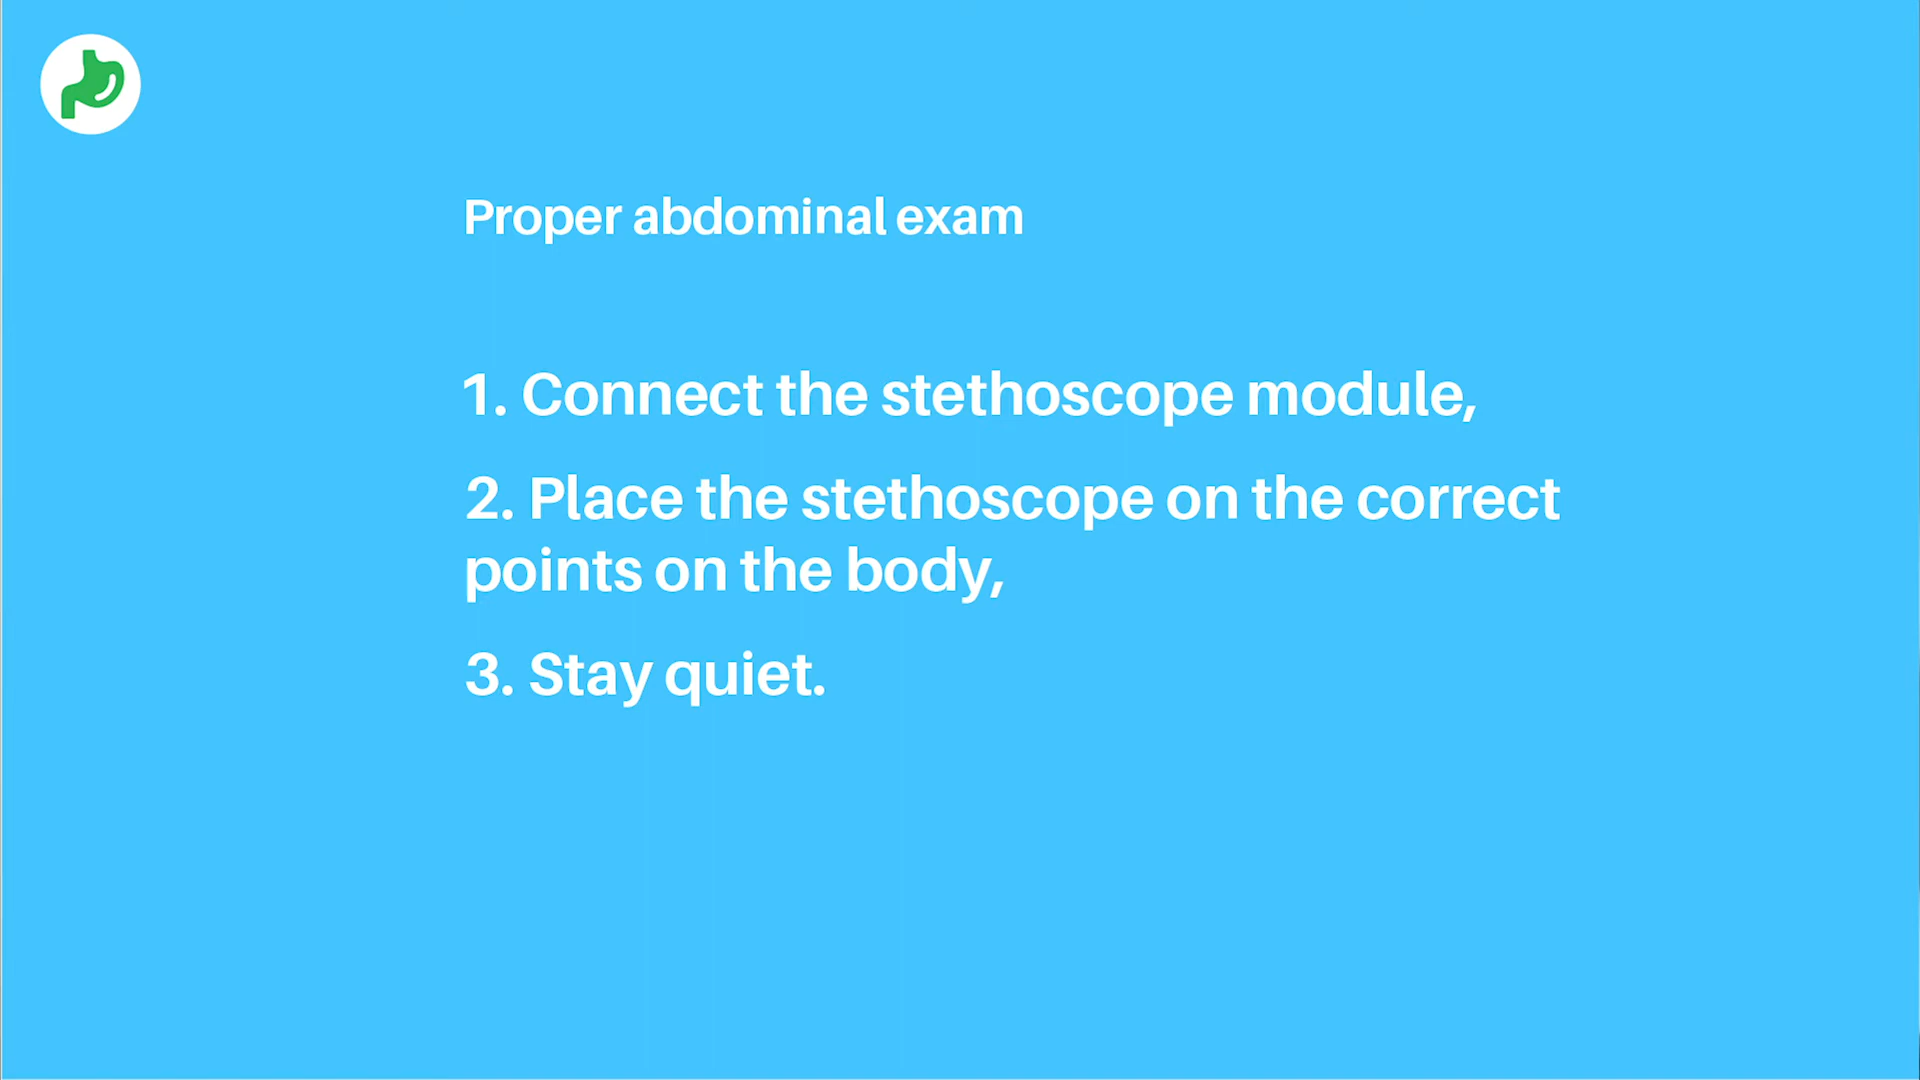 Proper abdominal exam
1. Connect the stethoscope module,
2. Place the stethoscope on the correct
points on the body,
3. Stay quiet.